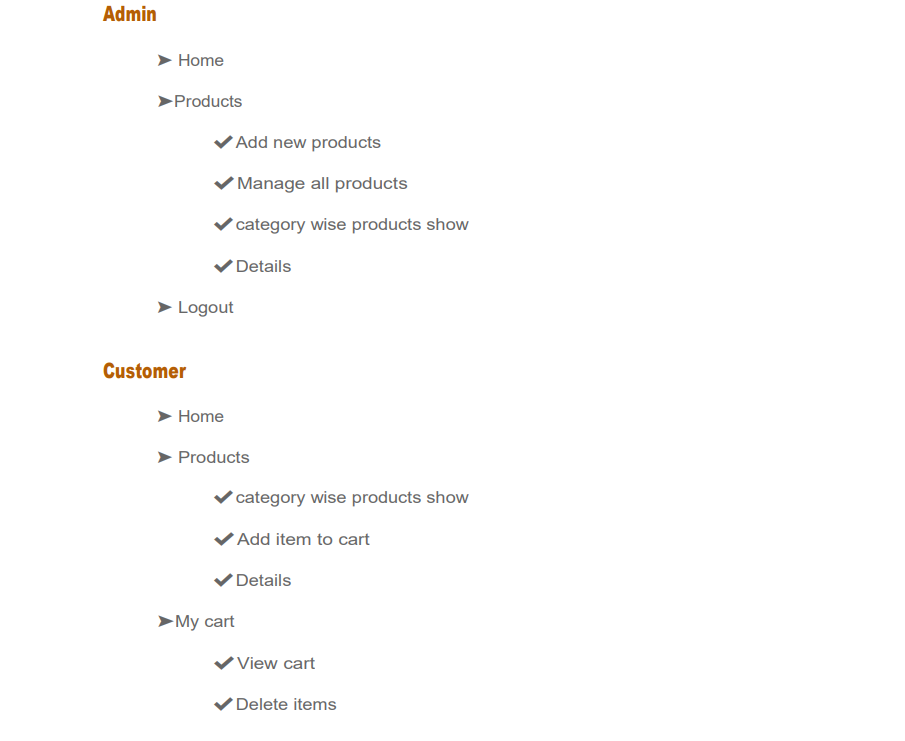 Admin
➤ Home
➤Products
✔Add new products
✔Manage all products
✔category wise products show
✔Details
➤ Logout
Customer
➤ Home
➤ Products
✔category wise products show
✔Add item to cart
✔Details
➤My cart
✔View cart
✔Delete items